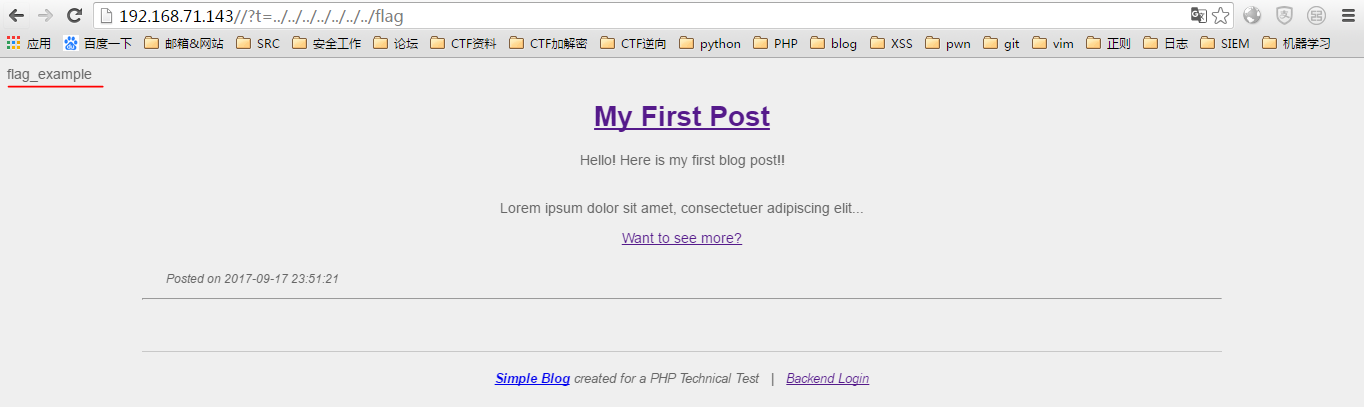 192.168.71.143//?t=../../../../../../../../flag
应用 百度一下 邮箱&网站 SRC 安全工作 论坛 CTF资料 CTF加解密 CTF逆向 python PHP blog XSS pwn git vim 正则 日志 SIEM 机器学习
flag_example
My First Post
Hello! Here is my first blog post!!
Lorem ipsum dolor sit amet, consectetuer adipiscing elit...
Want to see more?
Posted on 2017-09-17 23:51:21
Simple Blog created for a PHP Technical Test | Backend Login